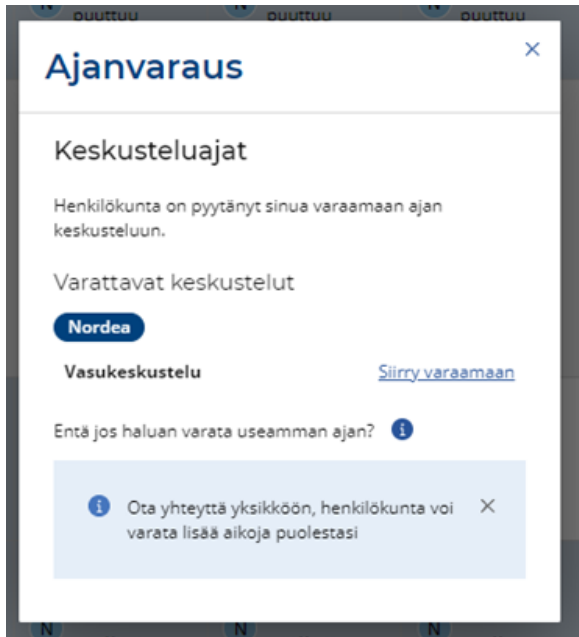 N puuttuu N puuttuu N puuttuu
Ajanvaraus
Keskusteluajat
Henkilökunta on pyytänyt sinua varaamaan ajan
keskusteluun.
Varattavat keskustelut
Nordea
Vasukeskustelu Siirry varaamaan
Entä jos haluan varata useamman ajan?
Ota yhteyttä yksikköön, henkilökunta voi
varata lisää aikoja puolestasi
N N N